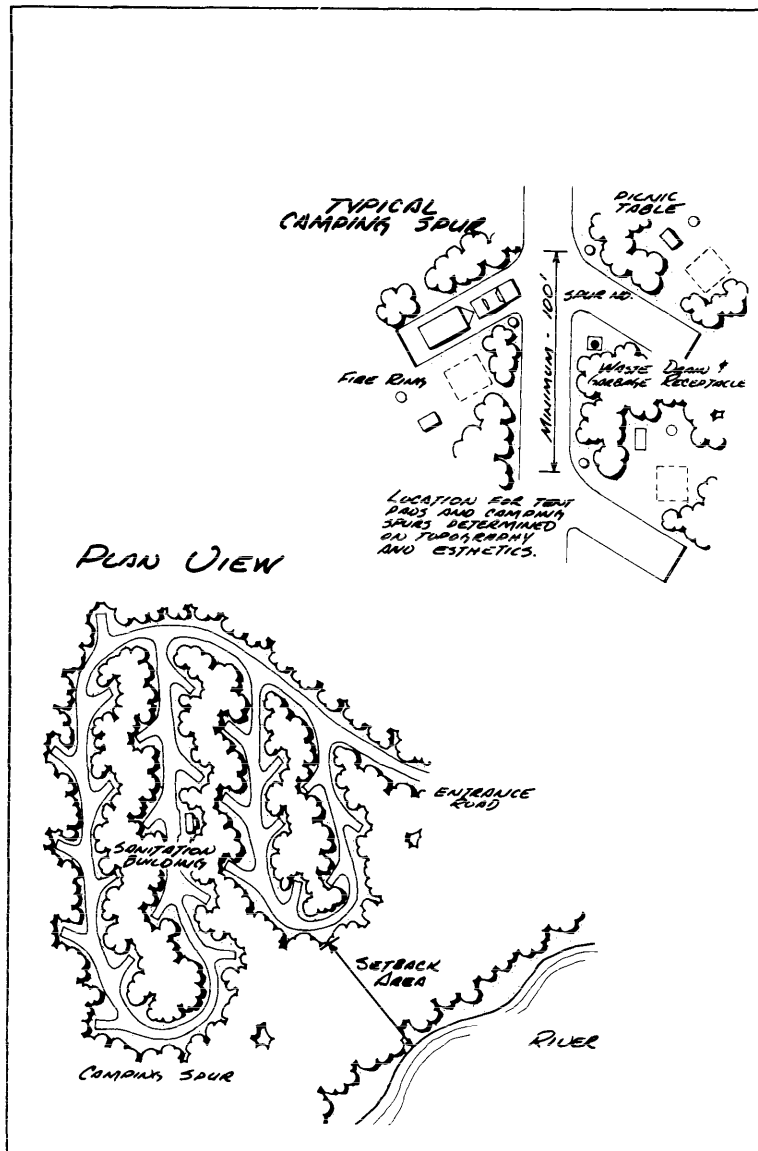 TYPICAL
CAMPING SPUR
PICNIC
TABLE
SPUR NO.
MINIMUM - 100'
FIRE RING
WASTE DRAIN &
GARBAGE RECEPTACLE
LOCATION FOR TENT
PADS AND CAMPING
SPURS DETERMINED
ON TOPOGRAPHY
AND ESTHETICS.
PLAN VIEW
ENTRANCE
ROAD
SANITATION
BUILDING
SETBACK
AREA
RIVER
CAMPING SPUR